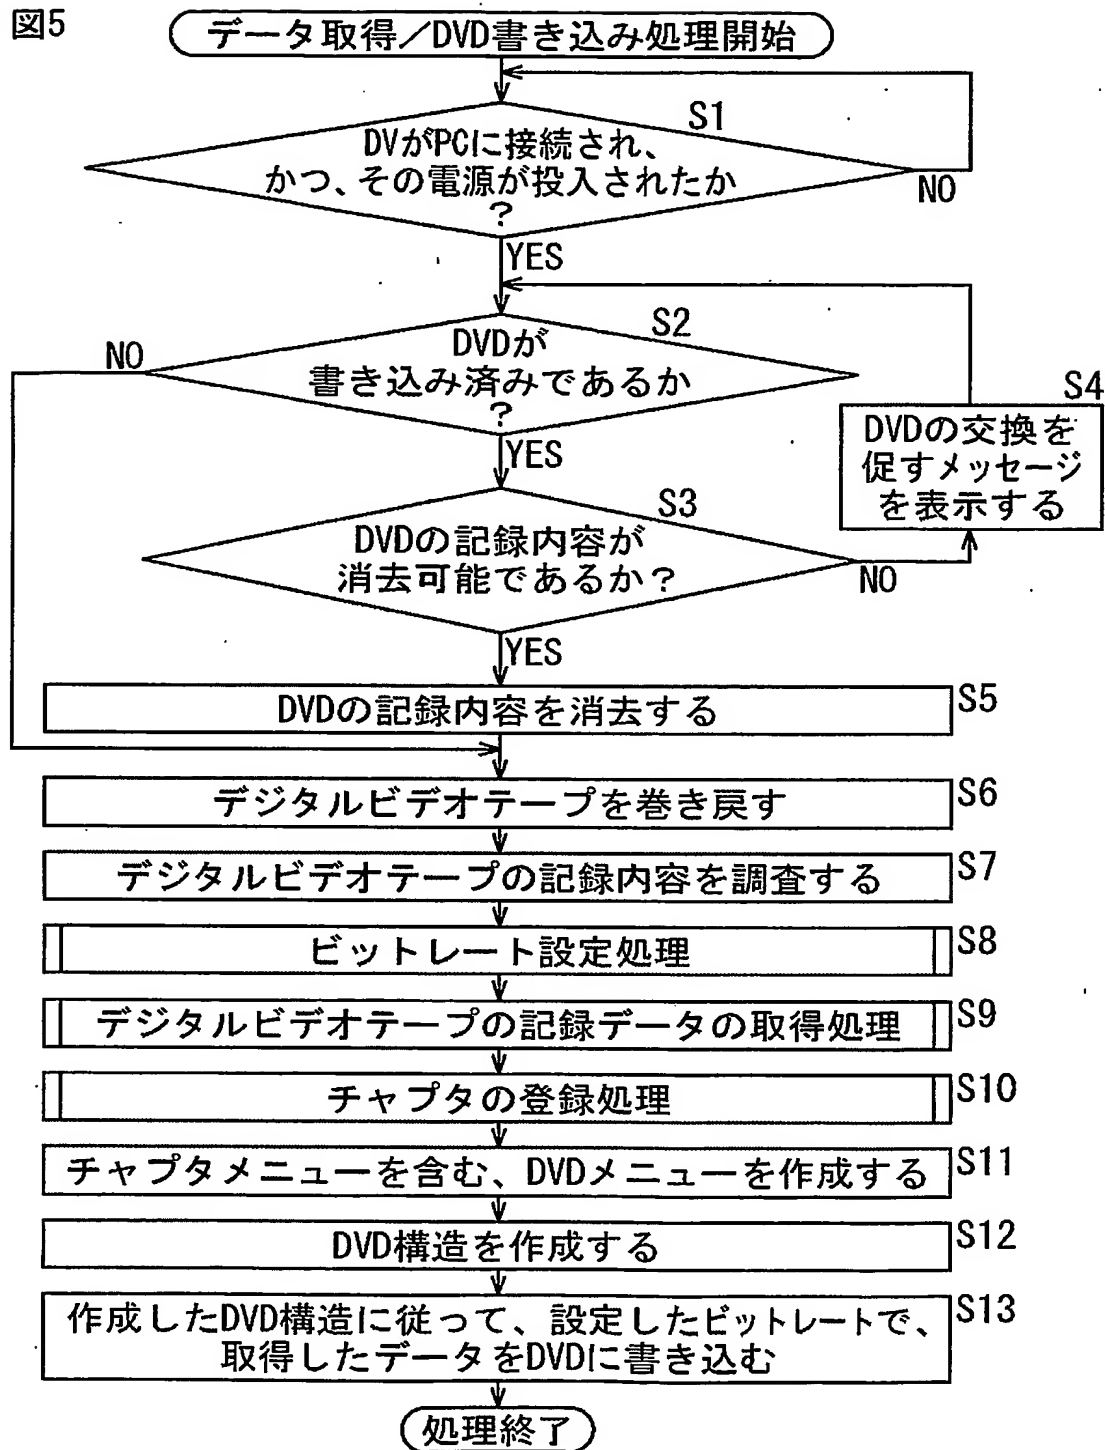 図5
データ取得/DVD書き込み処理開始
S1
DVがPCに接続され、
かつ、その電源が投入されたか
?
NO
YES
S2
NO
DVDが
書き込み済みであるか
?
YES
S4
DVDの交換を
促すメッセージ
を表示する
S3
DVDの記録内容が
消去可能であるか?
NO
YES
DVDの記録内容を消去する
S5
デジタルビデオテープを巻き戻す
S6
デジタルビデオテープの記録内容を調査する
S7
ビットレート設定処理
S8
デジタルビデオテープの記録データの取得処理
S9
チャプタの登録処理
S10
チャプタメニューを含む、DVDメニューを作成する
S11
DVD構造を作成する
S12
作成したDVD構造に従って、設定したビットレートで、
取得したデータをDVDに書き込む
S13
処理終了